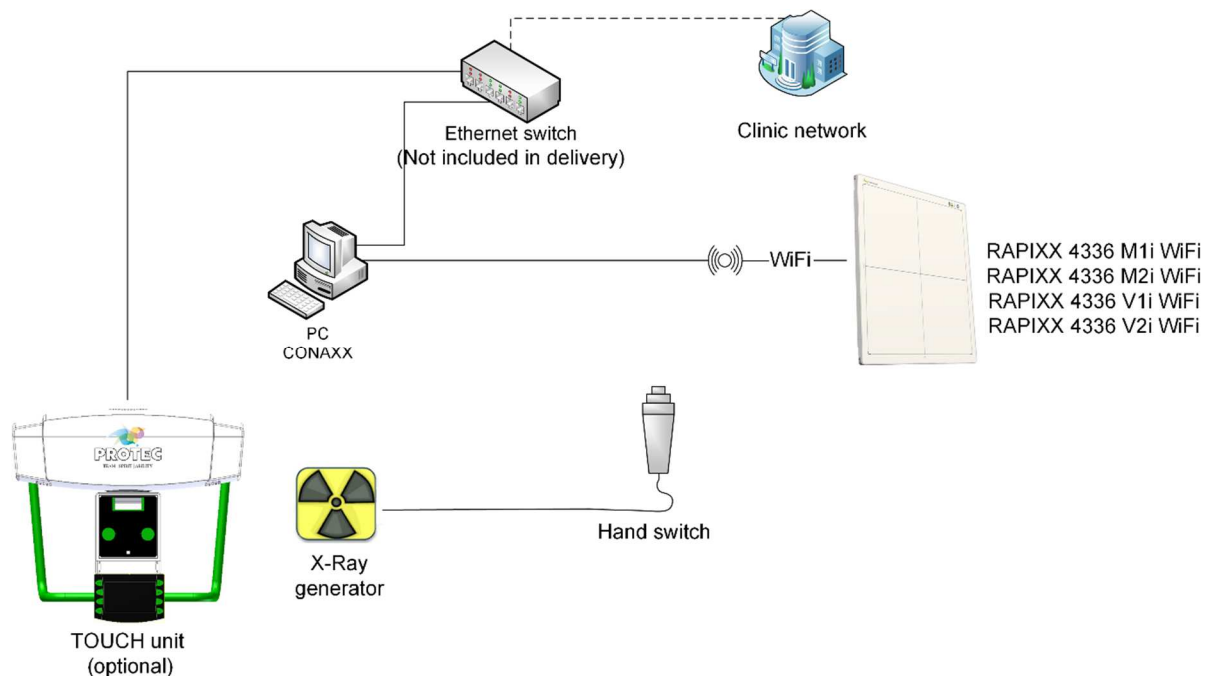 Ethernet switch
(Not included in delivery)
Clinic network
WiFi
RAPIXX 4336 M1i WiFi
RAPIXX 4336 M2i WiFi
RAPIXX 4336 V1i WiFi
RAPIXX 4336 V2i WiFi
PC
CONAXX
PROTEC
Hand switch
X-Ray
generator
TOUCH unit
(optional)